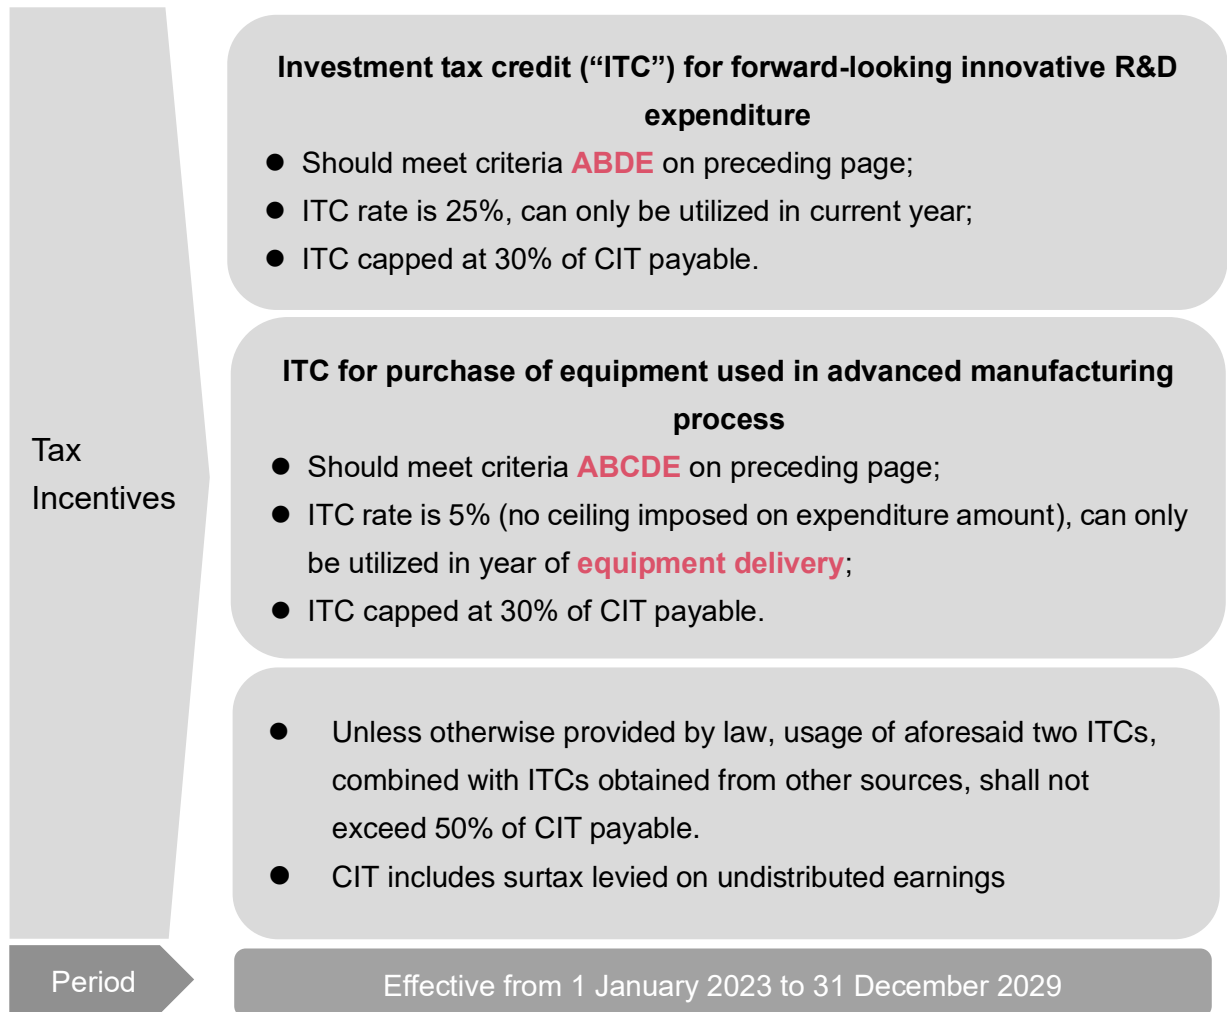 Investment tax credit (“ITC”) for forward-looking innovative R&D
expenditure
● Should meet criteria ABDE on preceding page;
● ITC rate is 25%, can only be utilized in current year;
● ITC capped at 30% of CIT payable.
ITC for purchase of equipment used in advanced manufacturing
process
● Should meet criteria ABCDE on preceding page;
● ITC rate is 5% (no ceiling imposed on expenditure amount), can only
be utilized in year of equipment delivery;
● ITC capped at 30% of CIT payable.
Tax
Incentives
● Unless otherwise provided by law, usage of aforesaid two ITCs,
combined with ITCs obtained from other sources, shall not
exceed 50% of CIT payable.
● CIT includes surtax levied on undistributed earnings
Period
Effective from 1 January 2023 to 31 December 2029